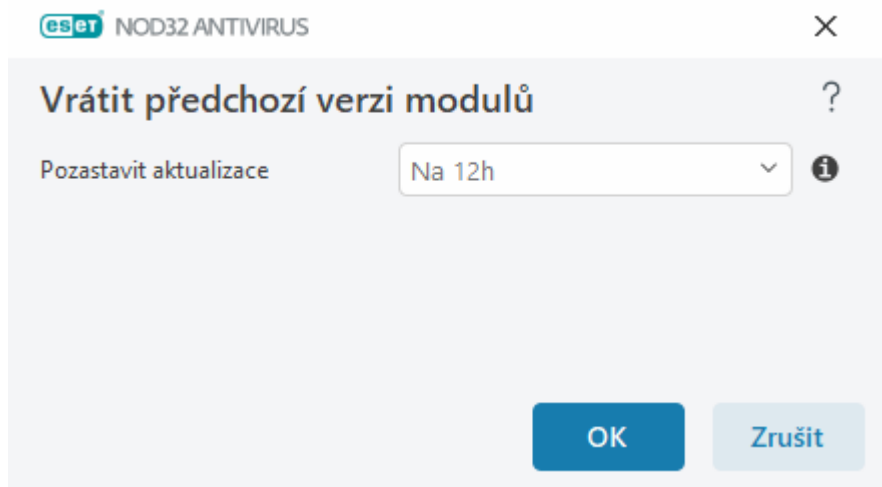 eset NOD32 ANTIVIRUS
Vrátit předchozí verzi modulů
Pozastavit aktualizace Na 12h
OK Zrušit